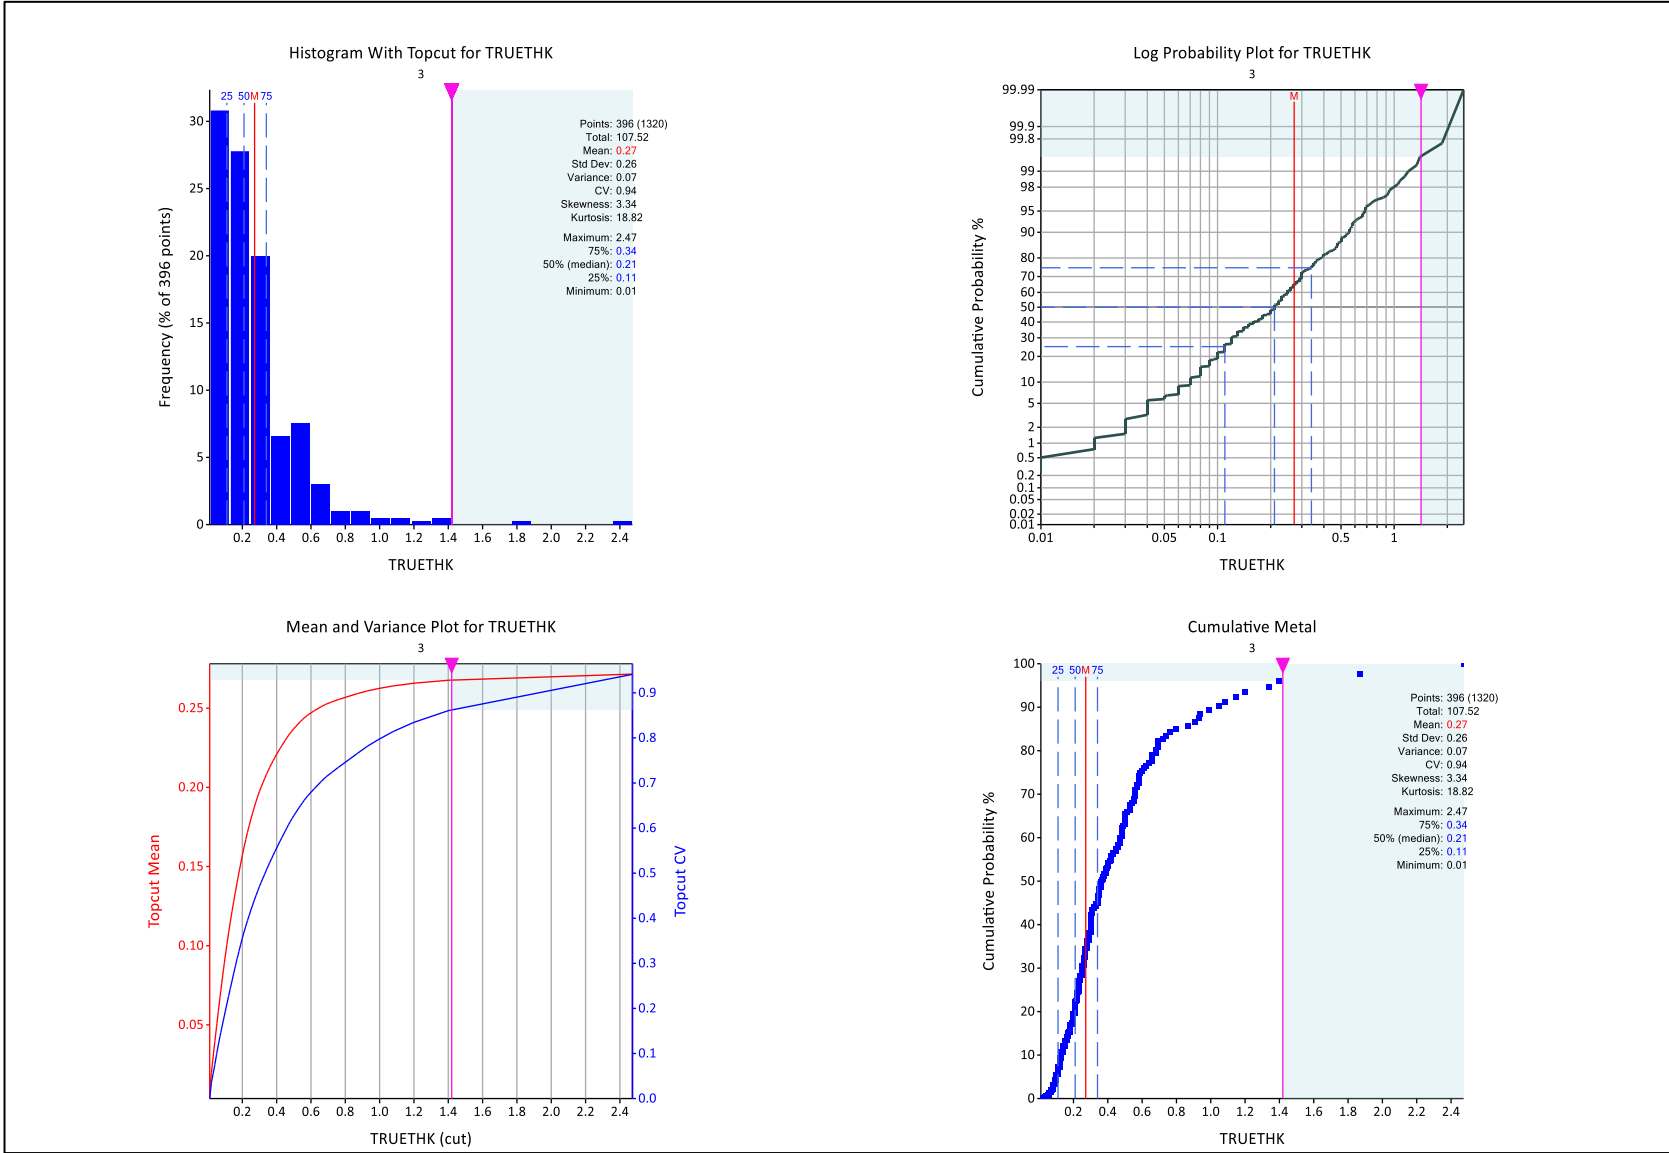 Histogram With Topcut for TRUETHK
3
25 50 M 75
30
25
20
15
10
5
0
Frequency (% of 396 points)
Points: 396 (1320)
Total: 107.52
Mean: 0.27
Std Dev: 0.26
Variance: 0.07
CV: 0.94
Skewness: 3.34
Kurtosis: 18.82
Maximum: 2.47
75%: 0.34
50% (median): 0.21
25%: 0.11
Minimum: 0.01
0.2 0.4 0.6 0.8 1.0 1.2 1.4 1.6 1.8 2.0 2.2 2.4
TRUETHK
Log Probability Plot for TRUETHK
3
M
99.99
99.9
99.8
99
98
95
90
80
70
60
50
40
30
20
10
5
2
1
0.5
0.2
0.1
0.05
0.02
0.01
Cumulative Probability %
0.01 0.05 0.1 0.5 1
TRUETHK
Mean and Variance Plot for TRUETHK
3
0.25
0.20
0.15
0.10
0.05
Topcut Mean
0.9
0.8
0.7
0.6
0.5
0.4
0.3
0.2
0.1
0.0
Topcut CV
0.2 0.4 0.6 0.8 1.0 1.2 1.4 1.6 1.8 2.0 2.2 2.4
TRUETHK (cut)
Cumulative Metal
3
25 50 M 75
100
90
80
70
60
50
40
30
20
10
0
Cumulative Probability %
Points: 396 (1320)
Total: 107.52
Mean: 0.27
Std Dev: 0.26
Variance: 0.07
CV: 0.94
Skewness: 3.34
Kurtosis: 18.82
Maximum: 2.47
75%: 0.34
50% (median): 0.21
25%: 0.11
Minimum: 0.01
0.2 0.4 0.6 0.8 1.0 1.2 1.4 1.6 1.8 2.0 2.2 2.4
TRUETHK